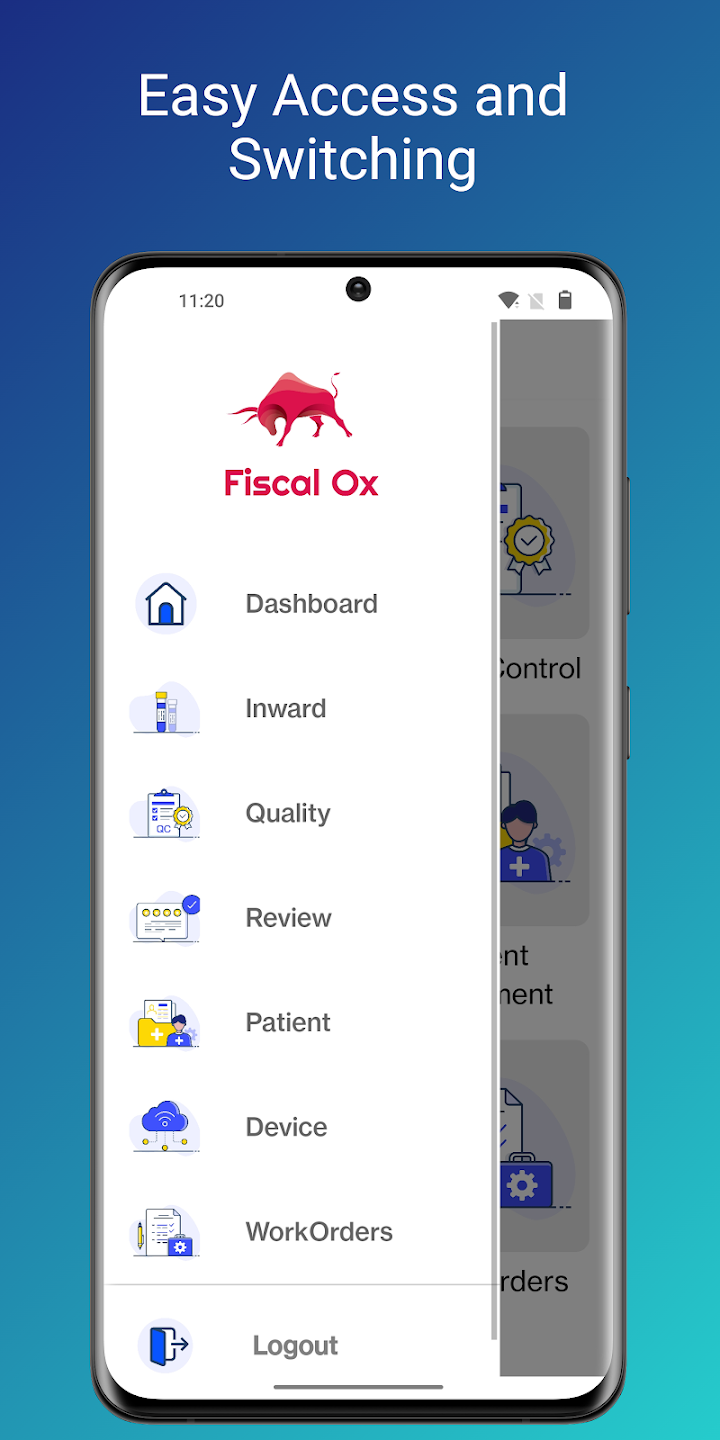 Easy Access and
Switching
11:20
Fiscal Ox
Dashboard
Inward
Quality
QC
Review
Patient
Device
WorkOrders
Logout
Control
ent
ment
rders